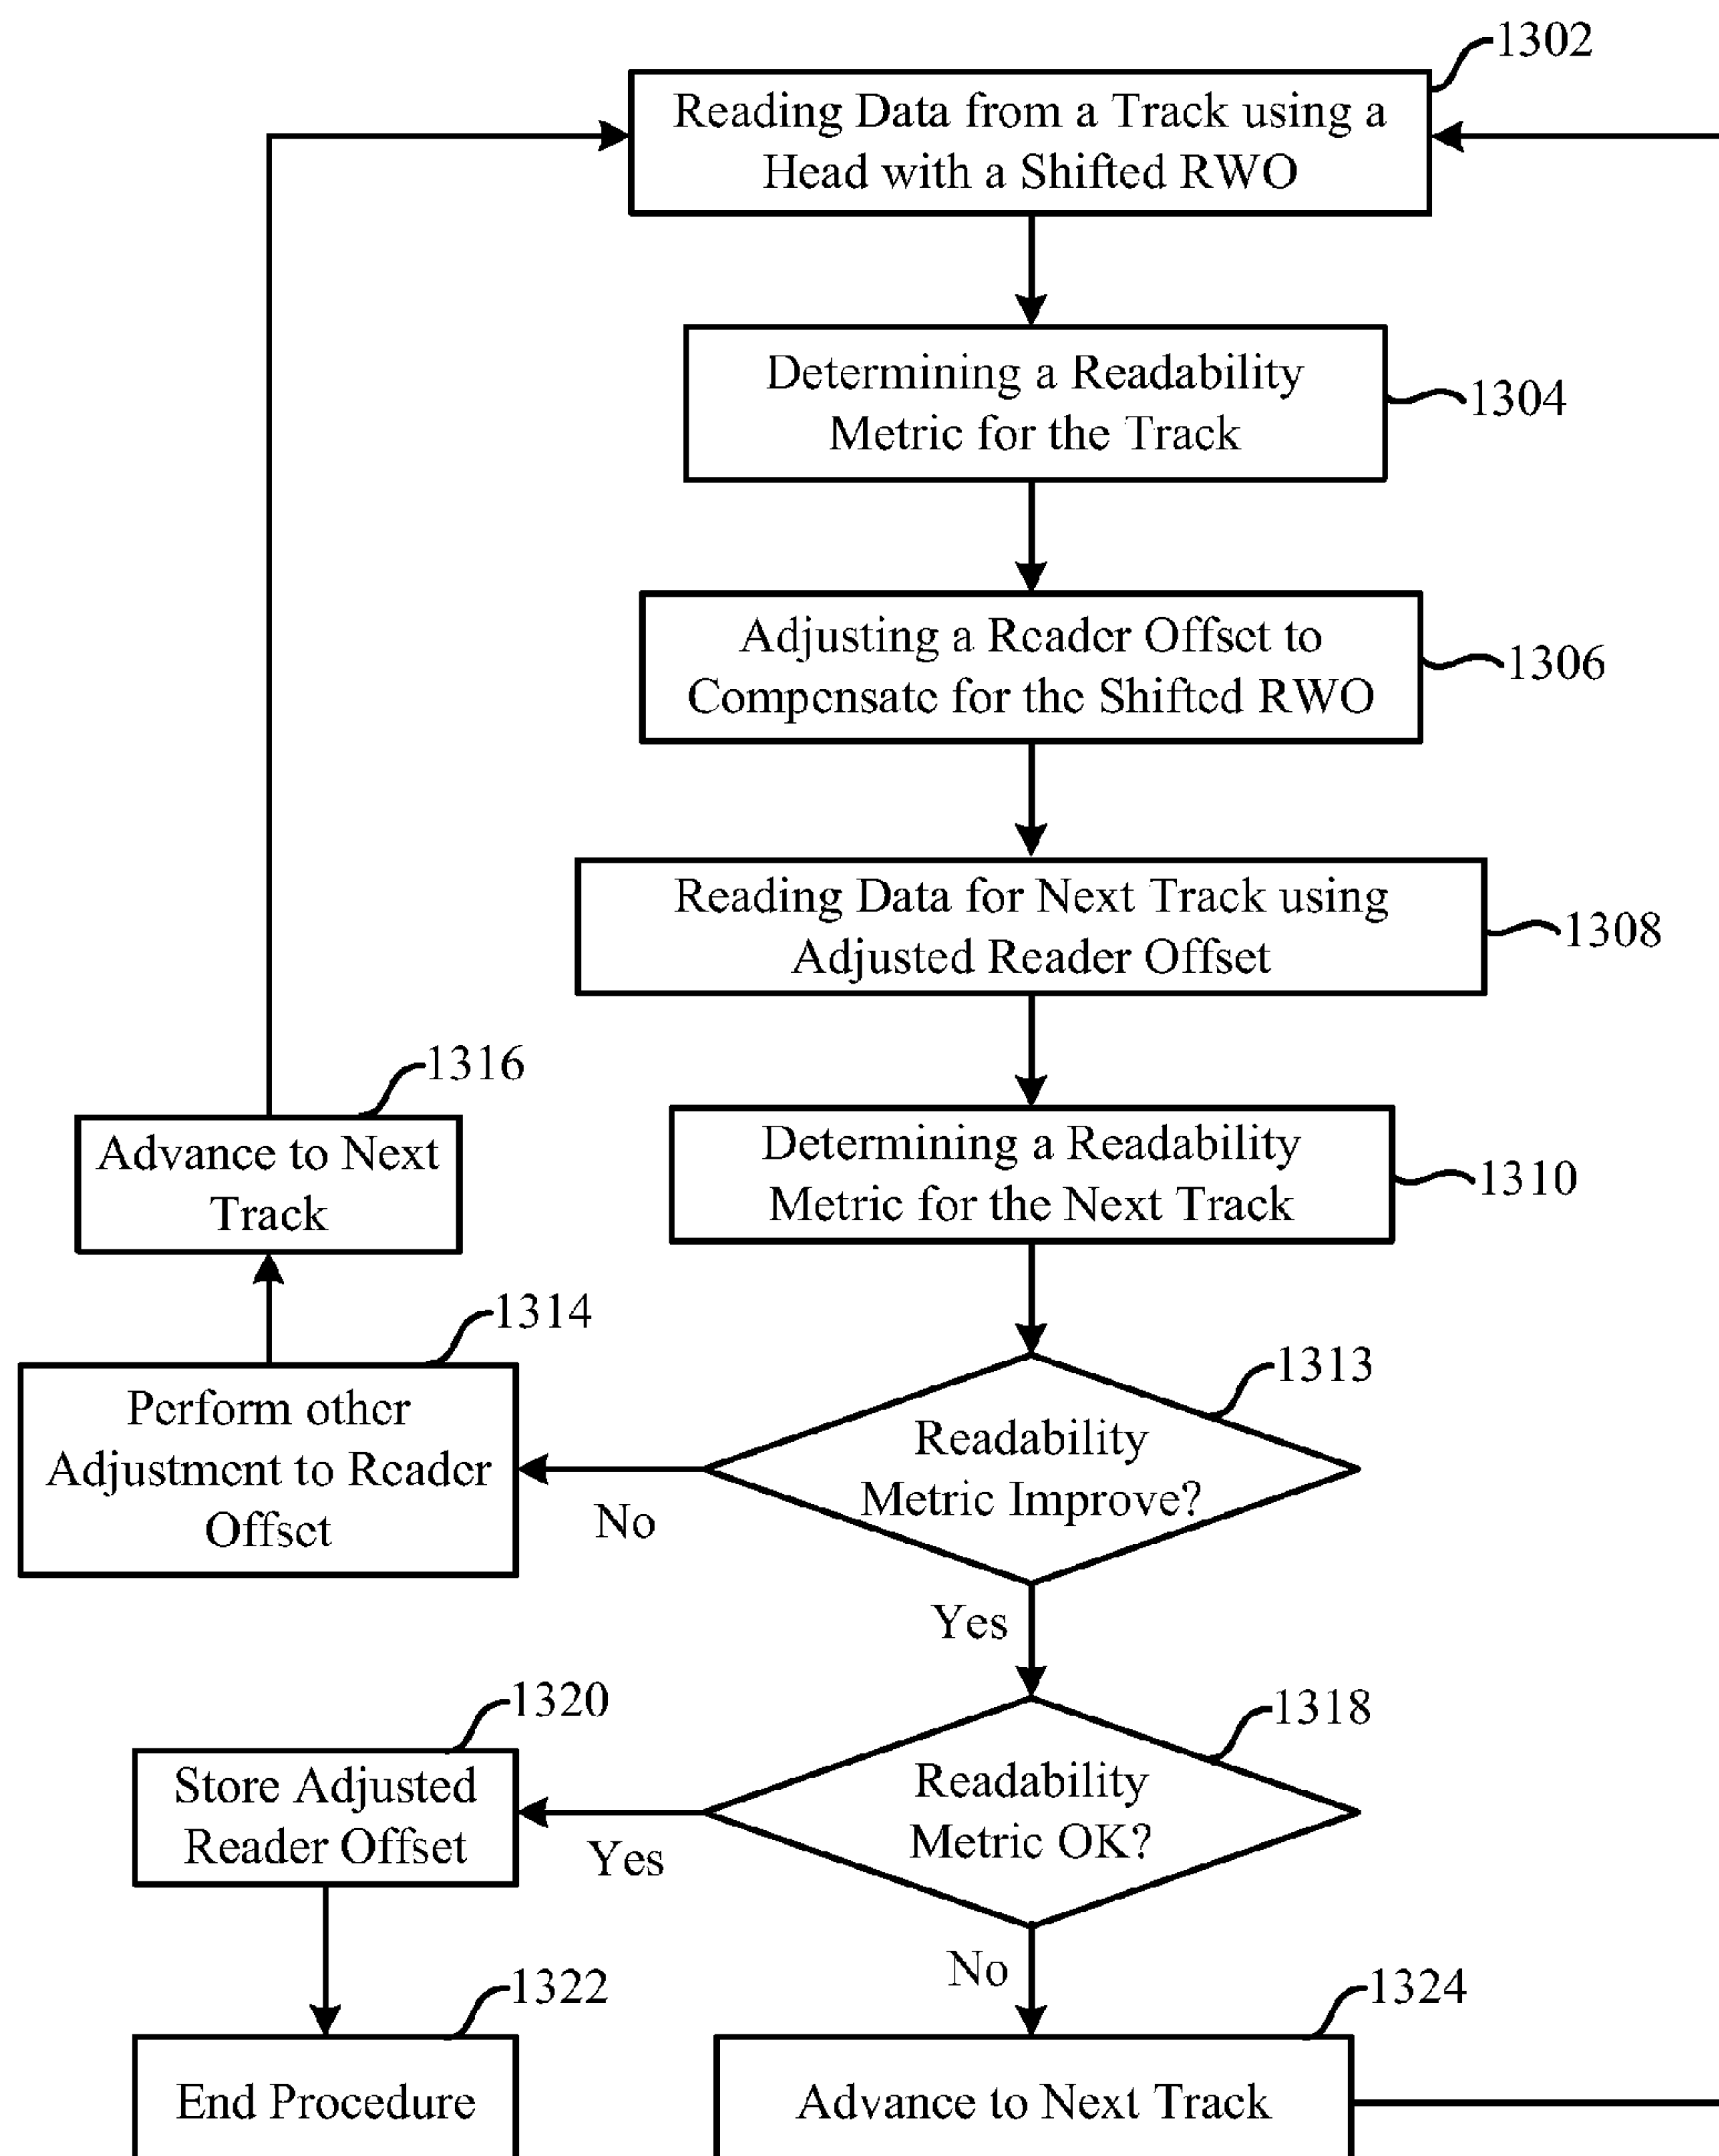 1302
Reading Data from a Track using a
Head with a Shifted RWO
Determining a Readability
Metric for the Track
1304
Adjusting a Reader Offset to
Compensate for the Shifted RWO
1306
Reading Data for Next Track using
Adjusted Reader Offset
1308
1316
Advance to Next
Track
Determining a Readability
Metric for the Next Track
1310
1314
Perform other
Adjustment to Reader
Offset
1313
Readability
Metric Improve?
No
Yes
1320
Store Adjusted
Reader Offset
1318
Readability
Metric OK?
Yes
No
1322
End Procedure
1324
Advance to Next Track